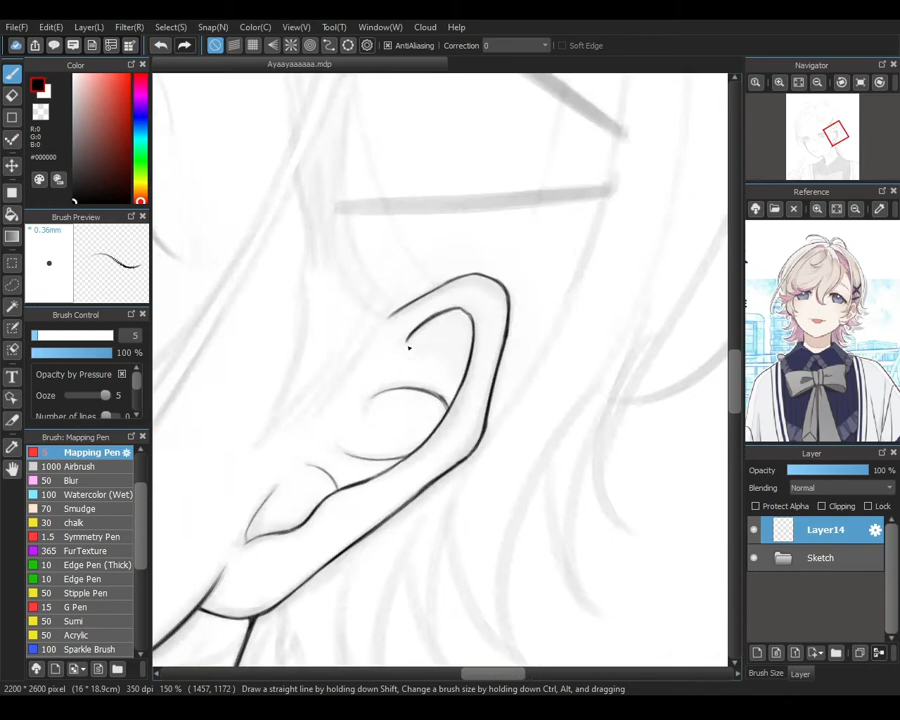 File(F) Edit(E) Layer(L) Filter(R) Select(S) Snap(N) Color(C) View(V) Tool(T) Window(W) Cloud Help
AntiAliasing Correction 0 Soft Edge
Ayaayaaaaaa.mdp
Color
R:0
G:0
B:0
#000000
Brush Preview
* 0.36mm
Brush Control
5
100 %
Opacity by Pressure
Ooze 5
Number of lines 0
Brush: Mapping Pen
5 Mapping Pen
1000 Airbrush
50 Blur
100 Watercolor (Wet)
70 Smudge
30 chalk
1.5 Symmetry Pen
365 FurTexture
10 Edge Pen (Thick)
10 Edge Pen
50 Stipple Pen
15 G Pen
50 Sumi
50 Acrylic
100 Sparkle Brush
Navigator
Reference
Layer
Opacity 100 %
Blending Normal
Protect Alpha Clipping Lock
Layer14
Sketch
Brush Size Layer
2200 * 2600 pixel (16 * 18.9cm) 350 dpi 150 % ( 1457, 1172 ) Draw a straight line by holding down Shift, Change a brush size by holding down Ctrl, Alt, and dragging